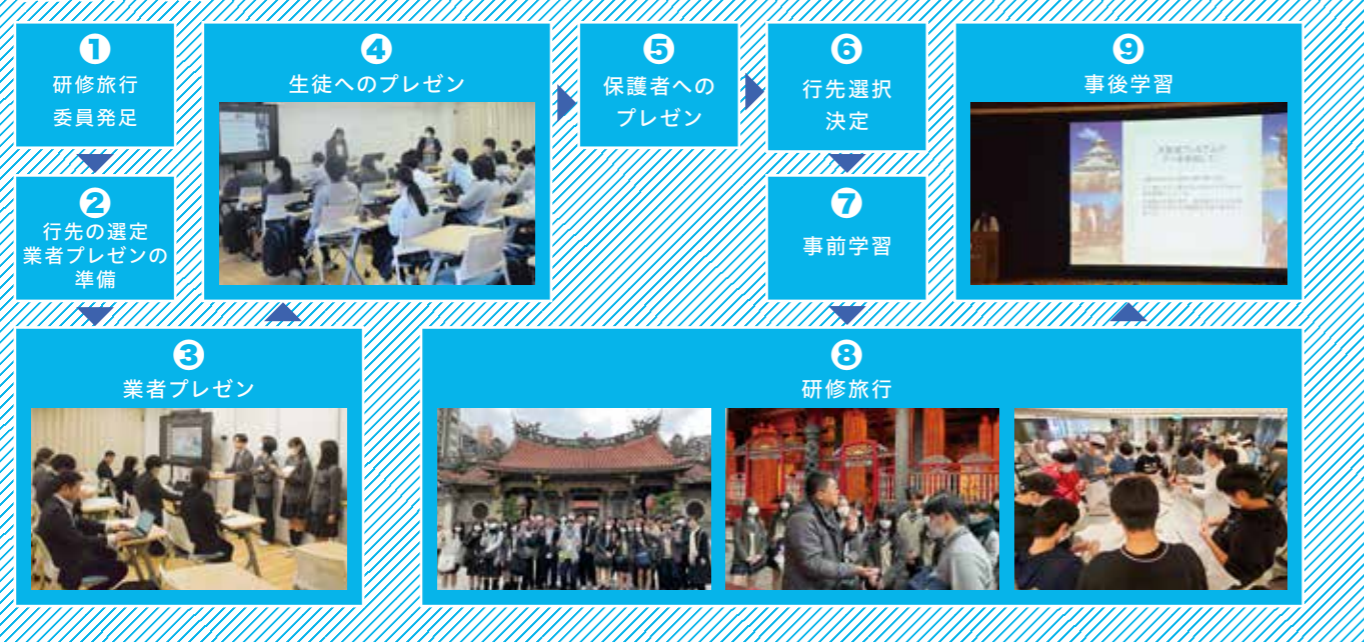 ❶
研修旅行
委員発足
❷
行先の選定
業者プレゼンの
準備
❸
業者プレゼン
❹
生徒へのプレゼン
❺
保護者への
プレゼン
❻
行先選択
決定
❼
事前学習
❽
研修旅行
❾
事後学習